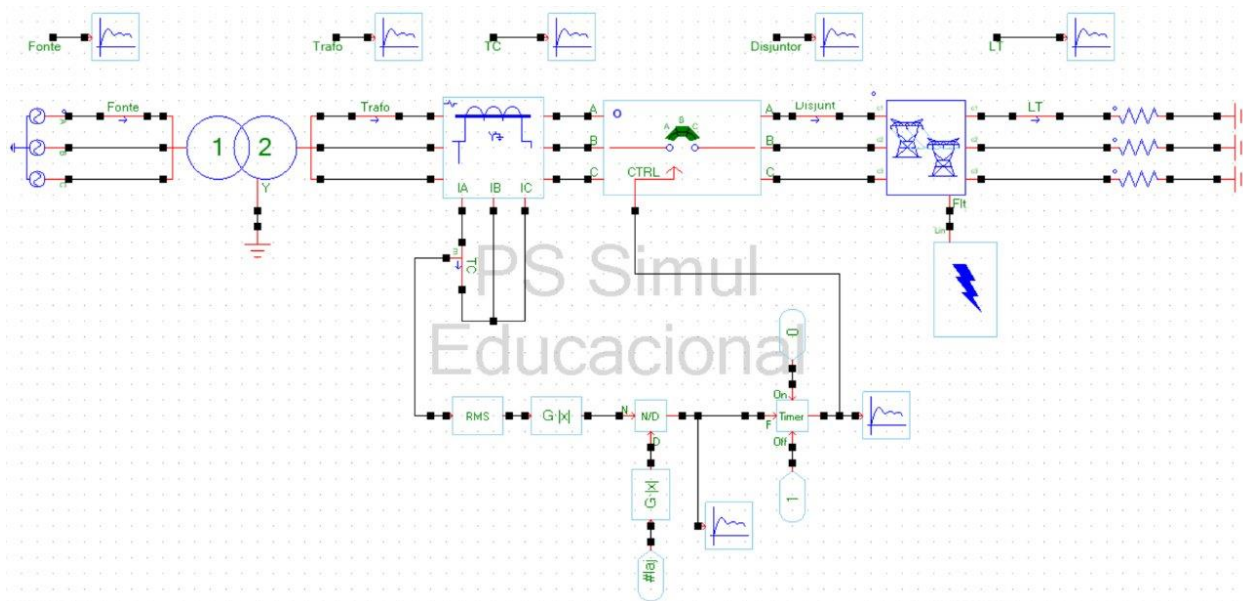 Fonte
Trafo
TC
Disjuntor
LT
Fonte
Trafo
A
A
Disjunt
LT
1 2
B
A C
B
B
CTRL
C
C
Y
IA IB IC
Flt
TC
PS Simul
Educacional
0
On
RMS
G·|x|
N
N/D
F
Timer
D
Off
G·|x|
1
#Iaj